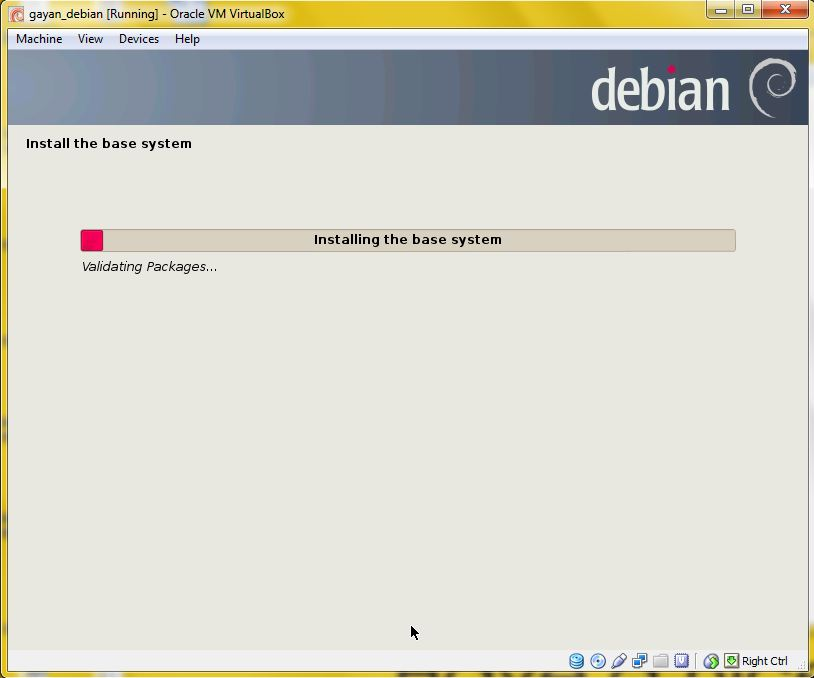 gayan_debian [Running] - Oracle VM VirtualBox
Machine View Devices Help
debian
Install the base system
Installing the base system
Validating Packages...
Right Ctrl